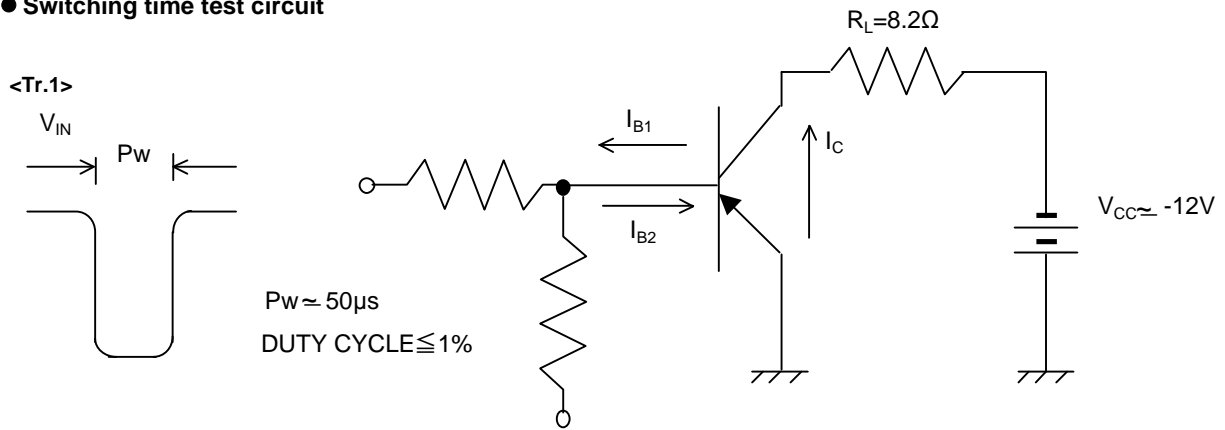 ● Switching time test circuit
R_L=8.2Ω
<Tr.1>
V_IN
Pw
I_B1
I_C
I_B2
V_CC≃ -12V
Pw≃ 50µs
DUTY CYCLE≦1%